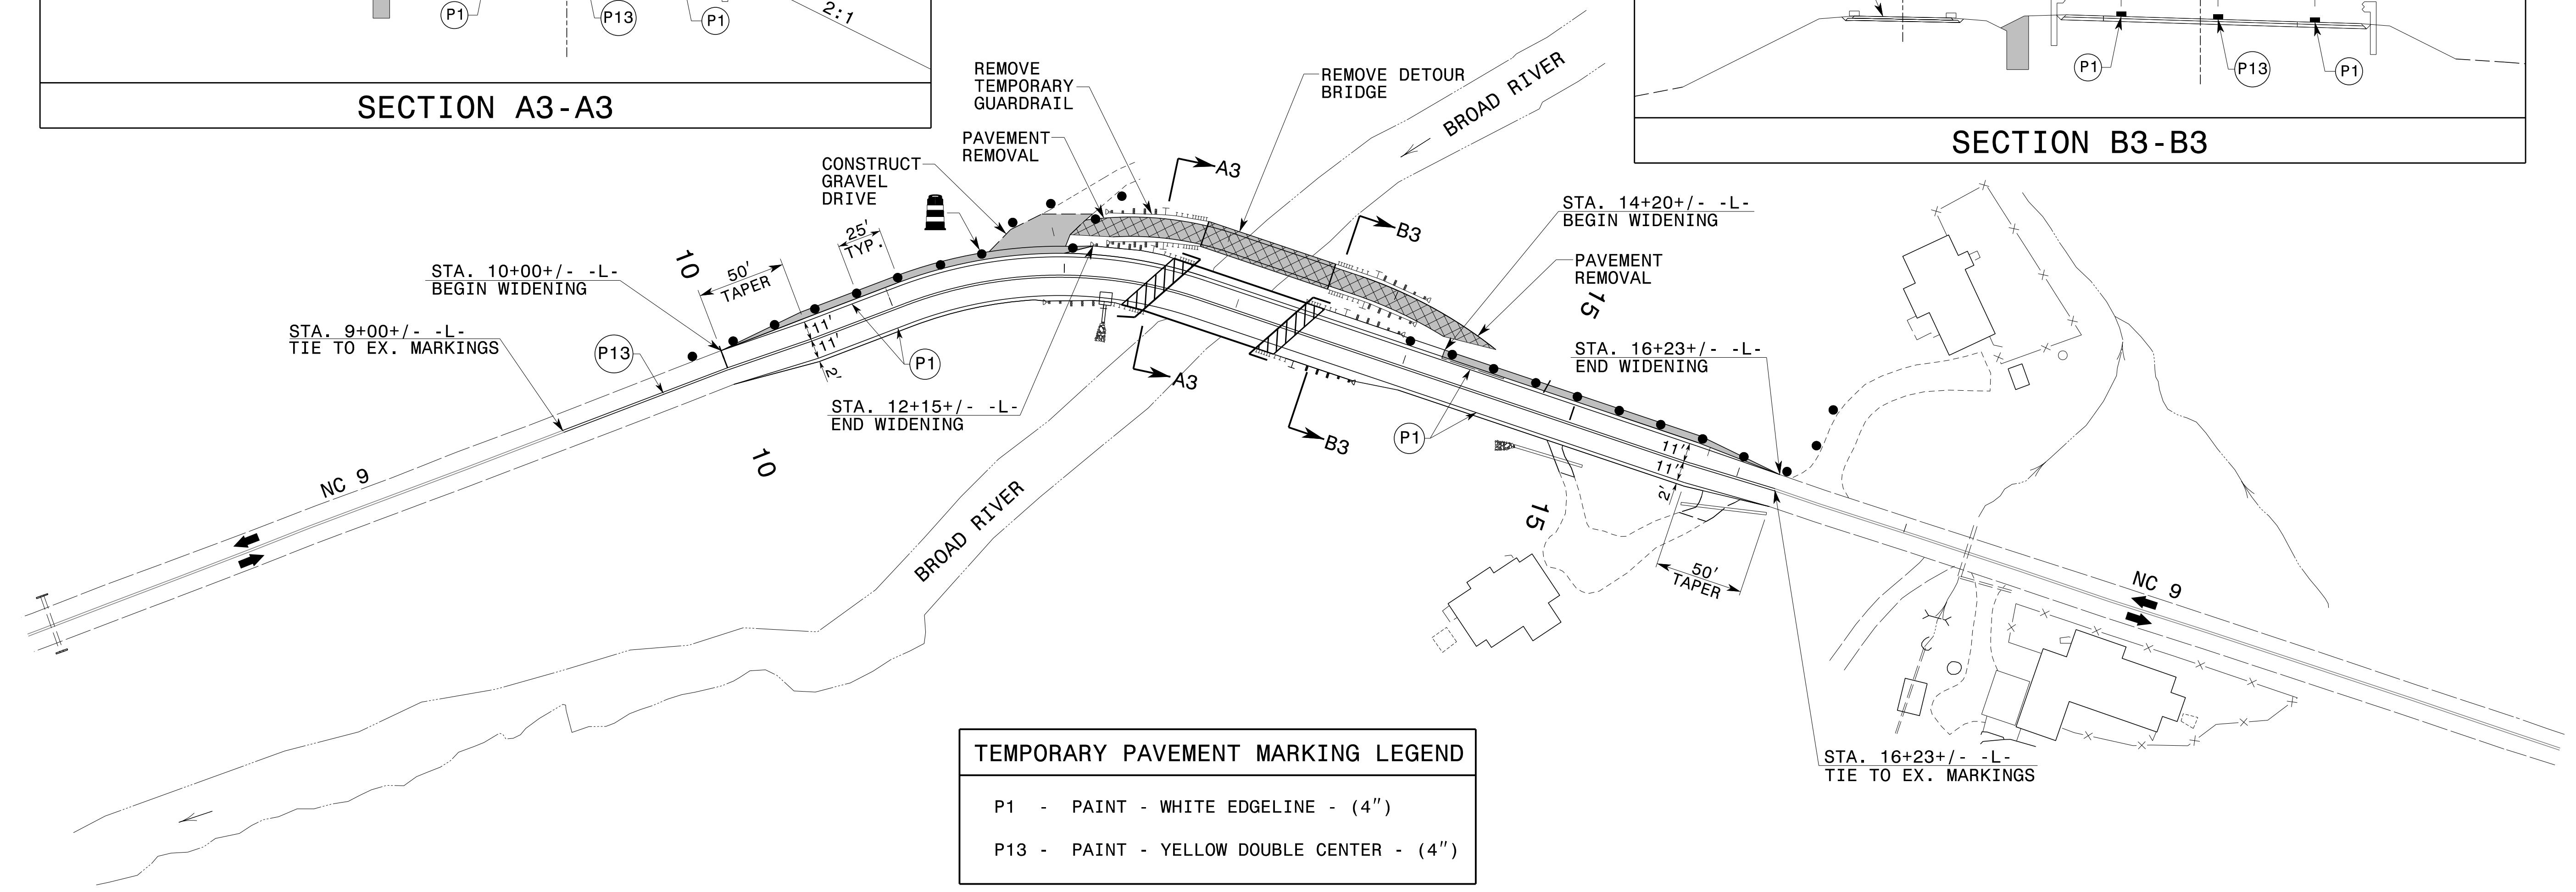 P1
P13
P1
2:1
SECTION A3-A3
P1
P13
P1
SECTION B3-B3
REMOVE
TEMPORARY
GUARDRAIL
REMOVE DETOUR
BRIDGE
BROAD RIVER
PAVEMENT
REMOVAL
CONSTRUCT
GRAVEL
DRIVE
A3
B3
STA. 14+20+/- -L-
BEGIN WIDENING
PAVEMENT
REMOVAL
25'
TYP.
10
50'
TAPER
STA. 10+00+/- -L-
BEGIN WIDENING
STA. 9+00+/- -L-
TIE TO EX. MARKINGS
P13
11'
11'
2'
P1
15
STA. 16+23+/- -L-
END WIDENING
A3
STA. 12+15+/- -L-
END WIDENING
B3
P1
11'
11'
2'
10
NC 9
15
BROAD RIVER
50'
TAPER
NC 9
STA. 16+23+/- -L-
TIE TO EX. MARKINGS
TEMPORARY PAVEMENT MARKING LEGEND
P1 - PAINT - WHITE EDGELINE - (4")
P13 - PAINT - YELLOW DOUBLE CENTER - (4")